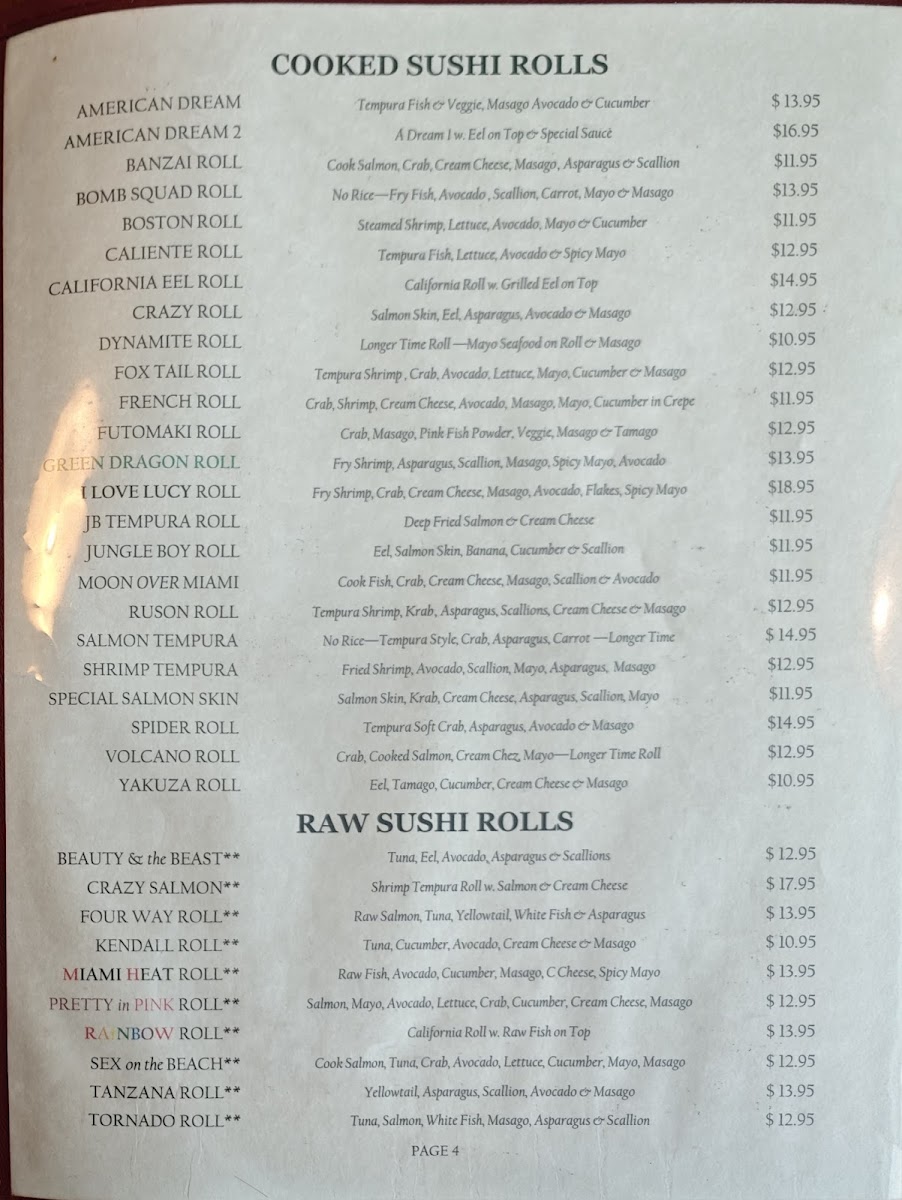 COOKED SUSHI ROLLS
AMERICAN DREAM Tempura Fish & Veggie, Masago Avocado & Cucumber $ 13.95
AMERICAN DREAM 2 A Dream 1 w. Eel on Top & Special Sauce $16.95
BANZAI ROLL Cook Salmon, Crab, Cream Cheese, Masago, Asparagus & Scallion $11.95
BOMB SQUAD ROLL No Rice—Fry Fish, Avocado , Scallion, Carrot, Mayo & Masago $13.95
BOSTON ROLL Steamed Shrimp, Lettuce, Avocado, Mayo & Cucumber $11.95
CALIENTE ROLL Tempura Fish, Lettuce, Avocado & Spicy Mayo $12.95
CALIFORNIA EEL ROLL California Roll w. Grilled Eel on Top $14.95
CRAZY ROLL Salmon Skin, Eel, Asparagus, Avocado & Masago $12.95
DYNAMITE ROLL Longer Time Roll —Mayo Seafood on Roll & Masago $10.95
FOX TAIL ROLL Tempura Shrimp , Crab, Avocado, Lettuce, Mayo, Cucumber & Masago $12.95
FRENCH ROLL Crab, Shrimp, Cream Cheese, Avocado, Masago, Mayo, Cucumber in Crepe $11.95
FUTOMAKI ROLL Crab, Masago, Pink Fish Powder, Veggie, Masago & Tamago $12.95
GREEN DRAGON ROLL Fry Shrimp, Asparagus, Scallion, Masago, Spicy Mayo, Avocado $13.95
I LOVE LUCY ROLL Fry Shrimp, Crab, Cream Cheese, Masago, Avocado, Flakes, Spicy Mayo $18.95
JB TEMPURA ROLL Deep Fried Salmon & Cream Cheese $11.95
JUNGLE BOY ROLL Eel, Salmon Skin, Banana, Cucumber & Scallion $11.95
MOON OVER MIAMI Cook Fish, Crab, Cream Cheese, Masago, Scallion & Avocado $11.95
RUSON ROLL Tempura Shrimp, Krab, Asparagus, Scallions, Cream Cheese & Masago $12.95
SALMON TEMPURA No Rice—Tempura Style, Crab, Asparagus, Carrot —Longer Time $ 14.95
SHRIMP TEMPURA Fried Shrimp, Avocado, Scallion, Mayo, Asparagus, Masago $12.95
SPECIAL SALMON SKIN Salmon Skin, Krab, Cream Cheese, Asparagus, Scallion, Mayo $11.95
SPIDER ROLL Tempura Soft Crab, Asparagus, Avocado & Masago $14.95
VOLCANO ROLL Crab, Cooked Salmon, Cream Chez, Mayo—Longer Time Roll $12.95
YAKUZA ROLL Eel, Tamago, Cucumber, Cream Cheese & Masago $10.95
RAW SUSHI ROLLS
BEAUTY & the BEAST** Tuna, Eel, Avocado, Asparagus & Scallions $ 12.95
CRAZY SALMON** Shrimp Tempura Roll w. Salmon & Cream Cheese $ 17.95
FOUR WAY ROLL** Raw Salmon, Tuna, Yellowtail, White Fish & Asparagus $ 13.95
KENDALL ROLL** Tuna, Cucumber, Avocado, Cream Cheese & Masago $ 10.95
MIAMI HEAT ROLL** Raw Fish, Avocado, Cucumber, Masago, C Cheese, Spicy Mayo $ 13.95
PRETTY in PINK ROLL** Salmon, Mayo, Avocado, Lettuce, Crab, Cucumber, Cream Cheese, Masago $ 12.95
RAINBOW ROLL** California Roll w. Raw Fish on Top $ 13.95
SEX on the BEACH** Cook Salmon, Tuna, Crab, Avocado, Lettuce, Cucumber, Mayo, Masago $ 12.95
TANZANA ROLL** Yellowtail, Asparagus, Scallion, Avocado & Masago $ 13.95
TORNADO ROLL** Tuna, Salmon, White Fish, Masago, Asparagus & Scallion $ 12.95
PAGE 4